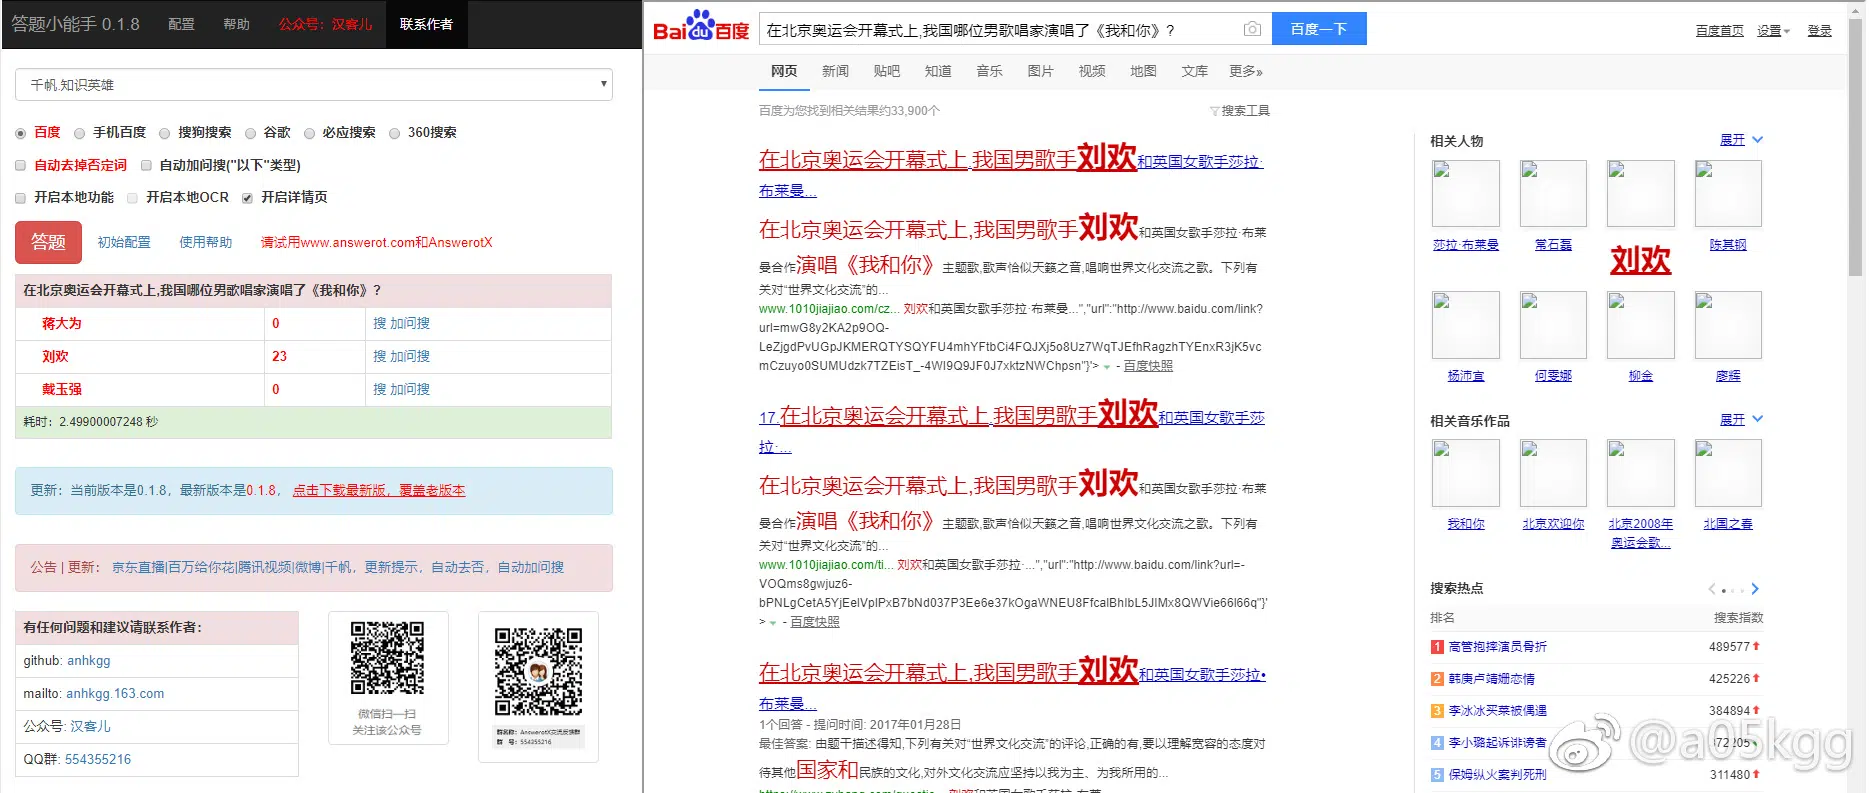 答题小能手 0.1.8 配置 帮助 公众号：汉客儿 联系作者
千帆.知识英雄
百度 手机百度 搜狗搜索 谷歌 必应搜索 360搜索
自动去掉否定词 自动加问搜("以下"类型)
开启本地功能 开启本地OCR 开启详情页
答题 初始配置 使用帮助 请试用www.answerot.com和AnswerotX
在北京奥运会开幕式上,我国哪位男歌唱家演唱了《我和你》?
蒋大为 0 搜 加问搜
刘欢 23 搜 加问搜
戴玉强 0 搜 加问搜
耗时：2.49900007248 秒
更新：当前版本是0.1.8，最新版本是0.1.8， 点击下载最新版，覆盖老版本
公告 | 更新： 京东直播|百万给你花|腾讯视频|微博|千帆，更新提示，自动去否，自动加问搜
有任何问题和建议请联系作者：
github: anhkgg
mailto: anhkgg.163.com
公众号: 汉客儿
QQ群: 554355216
微信扫一扫
关注该公众号
群名称：AnswerotX交流反馈群
群 号：554355216
Bai du 百度 在北京奥运会开幕式上,我国哪位男歌唱家演唱了《我和你》? 百度一下
百度首页 设置 登录
网页 新闻 贴吧 知道 音乐 图片 视频 地图 文库 更多»
百度为您找到相关结果约33,900个 搜索工具
在北京奥运会开幕式上,我国男歌手刘欢和英国女歌手莎拉·
布莱曼...
在北京奥运会开幕式上,我国男歌手刘欢和英国女歌手莎拉·布莱
曼合作演唱《我和你》主题歌,歌声恰似天籁之音,唱响世界文化交流之歌。下列有
关对“世界文化交流”的...
www.1010jiajiao.com/cz... 刘欢和英国女歌手莎拉·布莱曼...","url":"http://www.baidu.com/link?
url=mwG8y2KA2p9OQ-
LeZjgdPvUGpJKMERQTYSQYFU4mhYFtbCi4FQJXj5o8Uz7WqTJEfhRagzhTYEnxR3jK5vc
mCzuyo0SUMUdzk7TZEisT_-4WI9Q9JF0J7xktzNWChpsn"}'> - 百度快照
17.在北京奥运会开幕式上,我国男歌手刘欢和英国女歌手莎
拉·...
在北京奥运会开幕式上,我国男歌手刘欢和英国女歌手莎拉·布莱
曼合作演唱《我和你》主题歌,歌声恰似天籁之音,唱响世界文化交流之歌。下列有
关对“世界文化交流”的...
www.1010jiajiao.com/ti... 刘欢和英国女歌手莎拉·...","url":"http://www.baidu.com/link?url=-
VOQms8gwjuz6-
bPNLgCetA5YjEelVplPxB7bNd037P3Ee6e37kOgaWNEU8FfcalBhIbL5JIMx8QWVie66l66q"}'
> - 百度快照
在北京奥运会开幕式上,我国男歌手刘欢和英国女歌手莎拉•
布莱曼...
1个回答 - 提问时间: 2017年01月28日
最佳答案: 由题干描述得知,下列有关对“世界文化交流”的评论,正确的有,要以理解宽容的态度对
待其他国家和民族的文化,对外文化交流应坚持以我为主、为我所用的...
相关人物 展开
莎拉·布莱曼 常石磊 刘欢 陈其钢
杨沛宜 何雯娜 柳金 廖辉
相关音乐作品 展开
我和你 北京欢迎你 北京2008年 北国之春
奥运会歌...
搜索热点
排名 搜索指数
1 高管抱摔演员骨折 489577
2 韩庚卢靖姗恋情 425226
3 李冰冰买菜被偶遇 384894
4 李小璐起诉诽谤者 372205
5 保姆纵火案判死刑 311480
@a05kgg